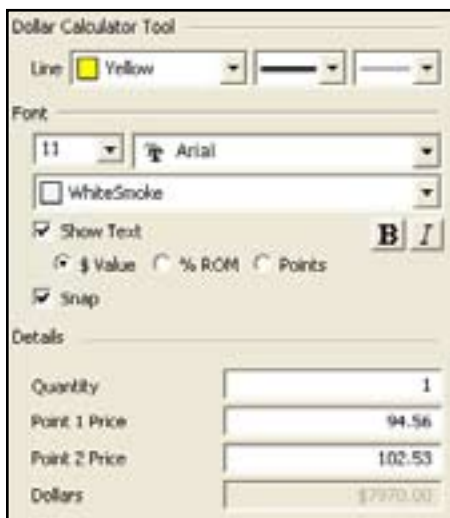 Dollar Calculator Tool
Line Yellow
Font
11 Arial
WhiteSmoke
Show Text B I
$ Value % ROM Points
Snap
Details
Quantity 1
Point 1 Price 94.56
Point 2 Price 102.53
Dollars $7970.00